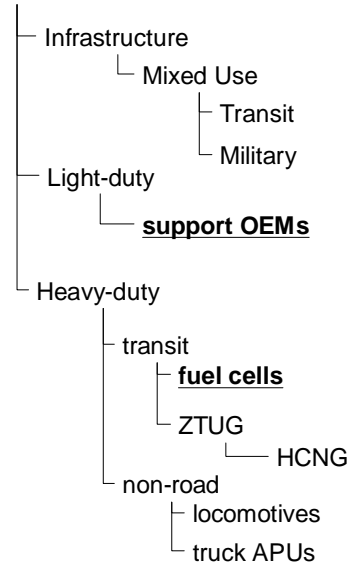 Infrastructure
Mixed Use
Transit
Military
Light-duty
support OEMs
Heavy-duty
transit
fuel cells
ZTUG
HCNG
non-road
locomotives
truck APUs